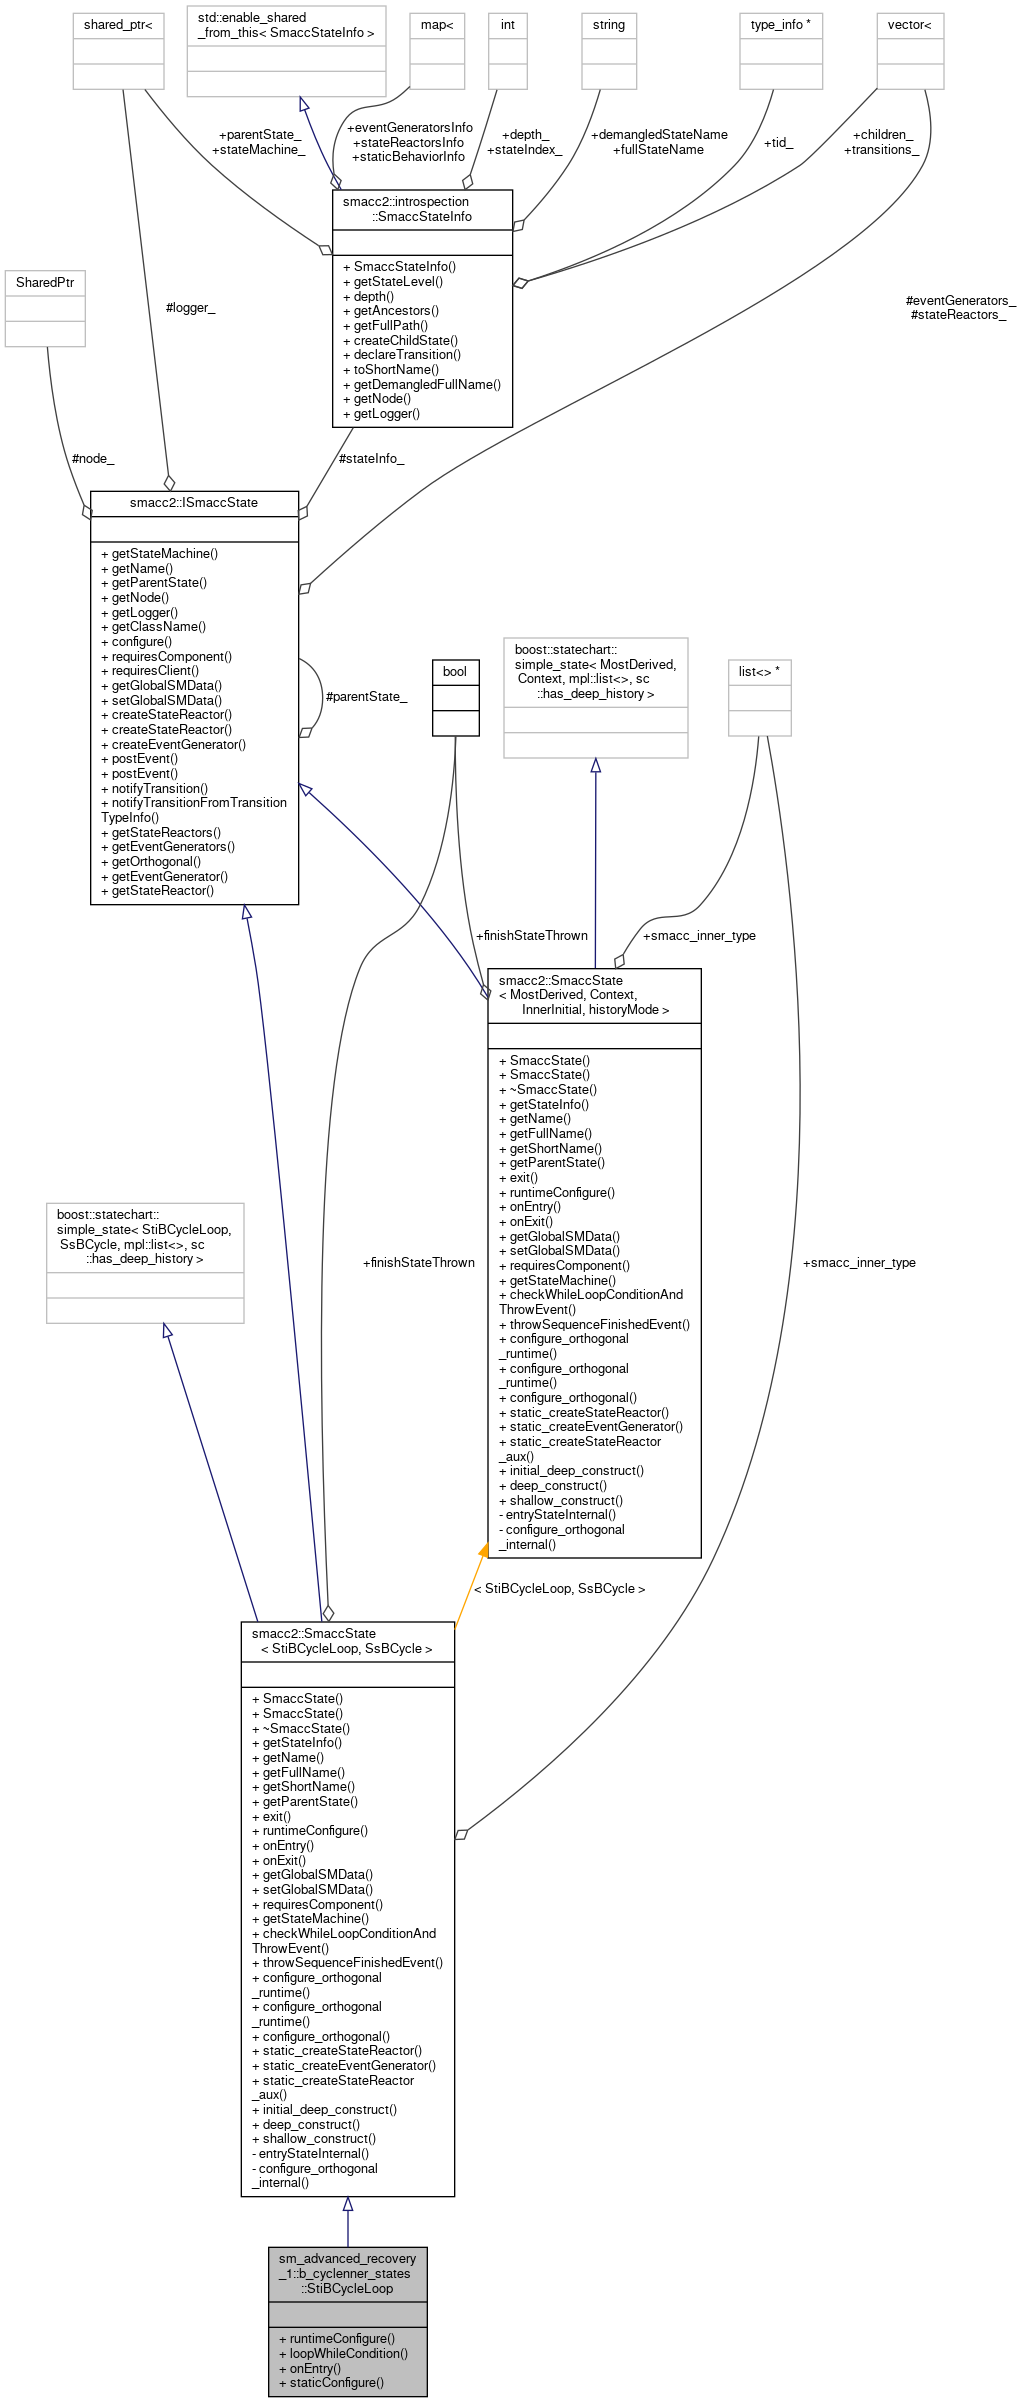 shared_ptr<
std::enable_shared
_from_this< SmaccStateInfo >
map<
int
string
type_info *
vector<
+parentState_
+stateMachine_
+eventGeneratorsInfo
+stateReactorsInfo
+staticBehaviorInfo
+depth_
+stateIndex_
+demangledStateName
+fullStateName
+tid_
+children_
+transitions_
smacc2::introspection
::SmaccStateInfo
+ SmaccStateInfo()
+ getStateLevel()
+ depth()
+ getAncestors()
+ getFullPath()
+ createChildState()
+ declareTransition()
+ toShortName()
+ getDemangledFullName()
+ getNode()
+ getLogger()
SharedPtr
#logger_
#eventGenerators_
#stateReactors_
#node_
#stateInfo_
smacc2::ISmaccState
+ getStateMachine()
+ getName()
+ getParentState()
+ getNode()
+ getLogger()
+ getClassName()
+ configure()
+ requiresComponent()
+ requiresClient()
+ getGlobalSMData()
+ setGlobalSMData()
+ createStateReactor()
+ createStateReactor()
+ createEventGenerator()
+ postEvent()
+ postEvent()
+ notifyTransition()
+ notifyTransitionFromTransition
TypeInfo()
+ getStateReactors()
+ getEventGenerators()
+ getOrthogonal()
+ getEventGenerator()
+ getStateReactor()
#parentState_
bool
boost::statechart::
simple_state< MostDerived,
Context, mpl::list<>, sc
::has_deep_history >
list<> *
+finishStateThrown
+smacc_inner_type
smacc2::SmaccState
< MostDerived, Context,
InnerInitial, historyMode >
+ SmaccState()
+ SmaccState()
+ ~SmaccState()
+ getStateInfo()
+ getName()
+ getFullName()
+ getShortName()
+ getParentState()
+ exit()
+ runtimeConfigure()
+ onEntry()
+ onExit()
+ getGlobalSMData()
+ setGlobalSMData()
+ requiresComponent()
+ getStateMachine()
+ checkWhileLoopConditionAnd
ThrowEvent()
+ throwSequenceFinishedEvent()
+ configure_orthogonal
_runtime()
+ configure_orthogonal
_runtime()
+ configure_orthogonal()
+ static_createStateReactor()
+ static_createEventGenerator()
+ static_createStateReactor
_aux()
+ initial_deep_construct()
+ deep_construct()
+ shallow_construct()
- entryStateInternal()
- configure_orthogonal
_internal()
boost::statechart::
simple_state< StiBCycleLoop,
SsBCycle, mpl::list<>, sc
::has_deep_history >
+finishStateThrown
+smacc_inner_type
< StiBCycleLoop, SsBCycle >
smacc2::SmaccState
< StiBCycleLoop, SsBCycle >
+ SmaccState()
+ SmaccState()
+ ~SmaccState()
+ getStateInfo()
+ getName()
+ getFullName()
+ getShortName()
+ getParentState()
+ exit()
+ runtimeConfigure()
+ onEntry()
+ onExit()
+ getGlobalSMData()
+ setGlobalSMData()
+ requiresComponent()
+ getStateMachine()
+ checkWhileLoopConditionAnd
ThrowEvent()
+ throwSequenceFinishedEvent()
+ configure_orthogonal
_runtime()
+ configure_orthogonal
_runtime()
+ configure_orthogonal()
+ static_createStateReactor()
+ static_createEventGenerator()
+ static_createStateReactor
_aux()
+ initial_deep_construct()
+ deep_construct()
+ shallow_construct()
- entryStateInternal()
- configure_orthogonal
_internal()
sm_advanced_recovery
_1::b_cyclenner_states
::StiBCycleLoop
+ runtimeConfigure()
+ loopWhileCondition()
+ onEntry()
+ staticConfigure()